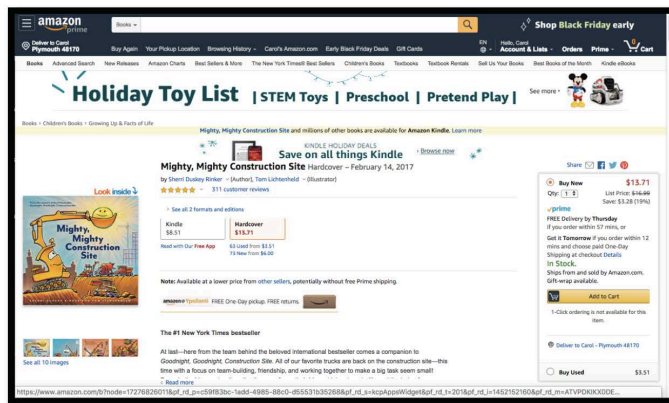 amazon
prime
Books
Shop Black Friday early
Deliver to Carol
Plymouth 48170
Buy Again Your Pickup Location Browsing History Carol's Amazon.com Early Black Friday Deals Gift Cards
EN
Hello, Carol
Account & Lists Orders Prime
0
Cart
Books Advanced Search New Releases Amazon Charts Best Sellers & More The New York Times® Best Sellers Children's Books Textbooks Textbook Rentals Sell Us Your Books Best Books of the Month Kindle eBooks
Holiday Toy List | STEM Toys | Preschool | Pretend Play |
See more
Books › Children's Books › Growing Up & Facts of Life
Mighty, Mighty Construction Site and millions of other books are available for Amazon Kindle. Learn more
KINDLE HOLIDAY DEALS
Save on all things Kindle
› Browse now
Mighty, Mighty Construction Site Hardcover – February 14, 2017
by Sherri Duskey Rinker (Author), Tom Lichtenheld (Illustrator)
311 customer reviews
Look inside
Mighty,
Mighty
Construction
Site
See all 10 images
› See all 2 formats and editions
Kindle
$8.51
Hardcover
$13.71
Read with Our Free App
63 Used from $3.51
73 New from $6.00
Note: Available at a lower price from other sellers, potentially without free Prime shipping.
amazon@Ypsilanti FREE One-Day pickup. FREE returns.
The #1 New York Times bestseller
At last—here from the team behind the beloved international bestseller comes a companion to
Goodnight, Goodnight, Construction Site. All of our favorite trucks are back on the construction site—this
time with a focus on team-building, friendship, and working together to make a big task seem small!
› Read more
Share
Buy New
$13.71
Qty: 1
List Price: $16.99
Save: $3.28 (19%)
prime
FREE Delivery by Thursday
if you order within 57 mins, or
Get it Tomorrow if you order within 12
mins and choose paid One-Day
Shipping at checkout Details
In Stock.
Ships from and sold by Amazon.com.
Gift-wrap available.
Add to Cart
1-Click ordering is not available for this
item.
Deliver to Carol - Plymouth 48170
Buy Used
$3.51